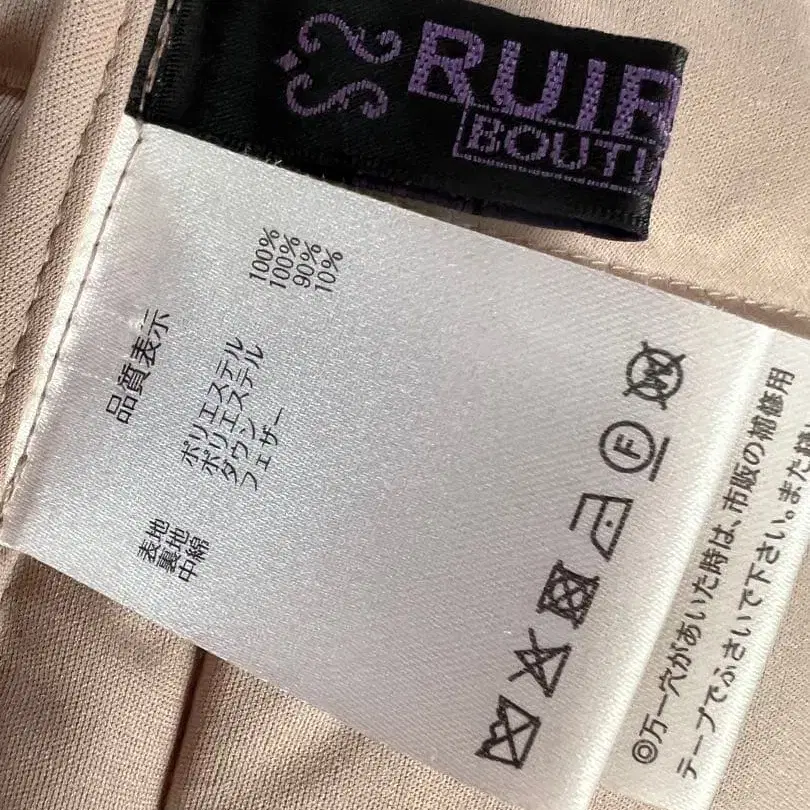 RUIR
BOUTI
品質表示
表地 ポリエステル 100%
裏地 ポリエステル 100%
中綿 ダウン 90%
フェザー 10%
W
F
◎万一穴があいた時は、市販の補修用
テープでふさいで下さい。また